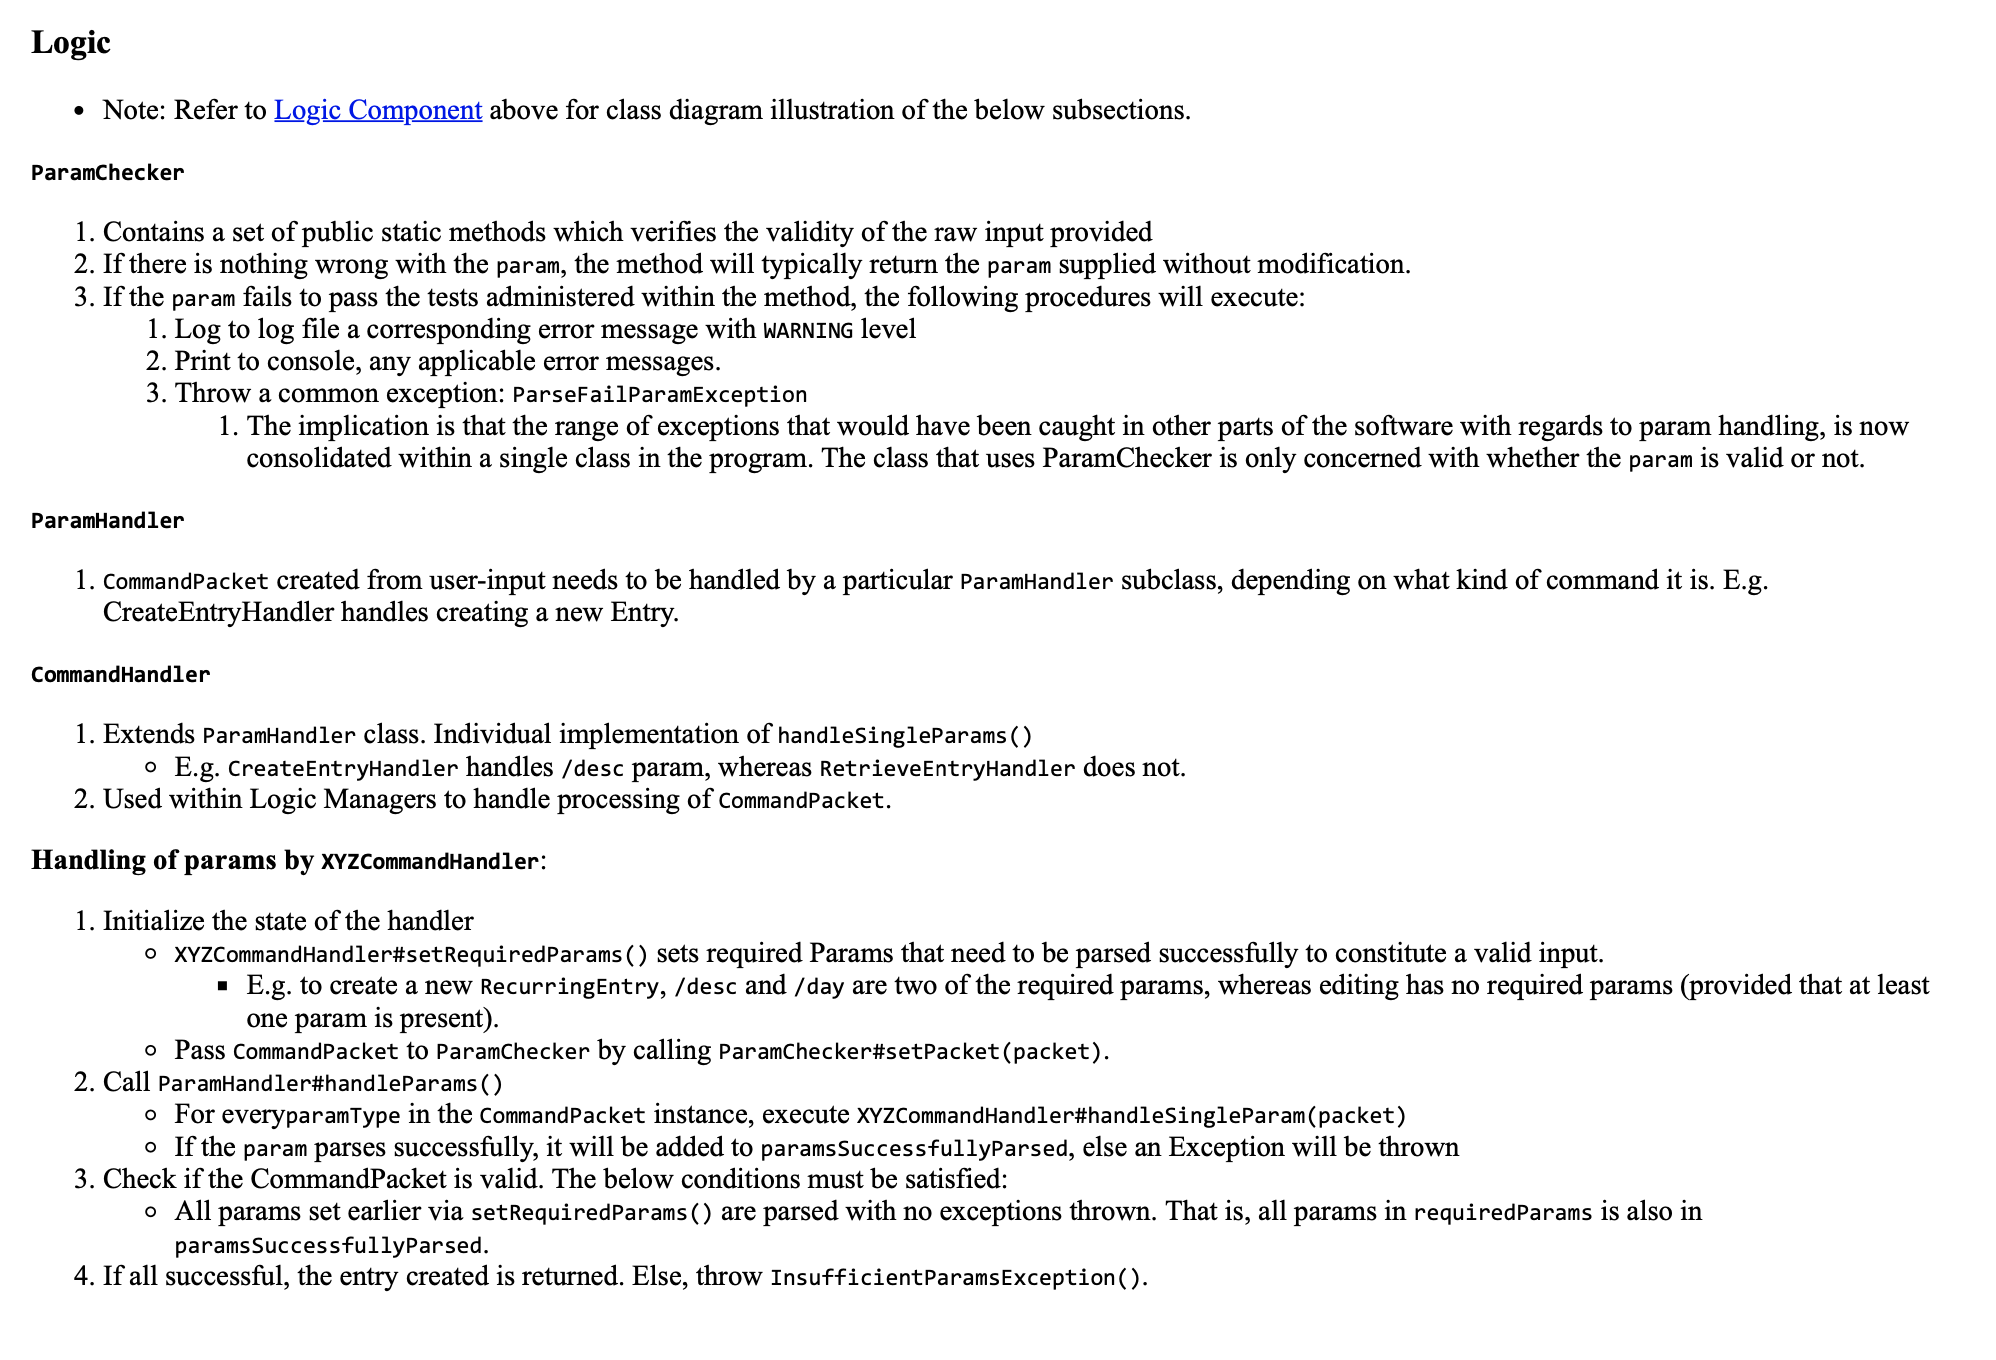 Logic
• Note: Refer to Logic Component above for class diagram illustration of the below subsections.
ParamChecker
1. Contains a set of public static methods which verifies the validity of the raw input provided
2. If there is nothing wrong with the param, the method will typically return the param supplied without modification.
3. If the param fails to pass the tests administered within the method, the following procedures will execute:
1. Log to log file a corresponding error message with WARNING level
2. Print to console, any applicable error messages.
3. Throw a common exception: ParseFailParamException
1. The implication is that the range of exceptions that would have been caught in other parts of the software with regards to param handling, is now
consolidated within a single class in the program. The class that uses ParamChecker is only concerned with whether the param is valid or not.
ParamHandler
1. CommandPacket created from user-input needs to be handled by a particular ParamHandler subclass, depending on what kind of command it is. E.g.
CreateEntryHandler handles creating a new Entry.
CommandHandler
1. Extends ParamHandler class. Individual implementation of handleSingleParams()
◦ E.g. CreateEntryHandler handles /desc param, whereas RetrieveEntryHandler does not.
2. Used within Logic Managers to handle processing of CommandPacket.
Handling of params by XYZCommandHandler:
1. Initialize the state of the handler
◦ XYZCommandHandler#setRequiredParams() sets required Params that need to be parsed successfully to constitute a valid input.
▪ E.g. to create a new RecurringEntry, /desc and /day are two of the required params, whereas editing has no required params (provided that at least
one param is present).
◦ Pass CommandPacket to ParamChecker by calling ParamChecker#setPacket(packet).
2. Call ParamHandler#handleParams()
◦ For everyparamType in the CommandPacket instance, execute XYZCommandHandler#handleSingleParam(packet)
◦ If the param parses successfully, it will be added to paramsSuccessfullyParsed, else an Exception will be thrown
3. Check if the CommandPacket is valid. The below conditions must be satisfied:
◦ All params set earlier via setRequiredParams() are parsed with no exceptions thrown. That is, all params in requiredParams is also in
paramsSuccessfullyParsed.
4. If all successful, the entry created is returned. Else, throw InsufficientParamsException().